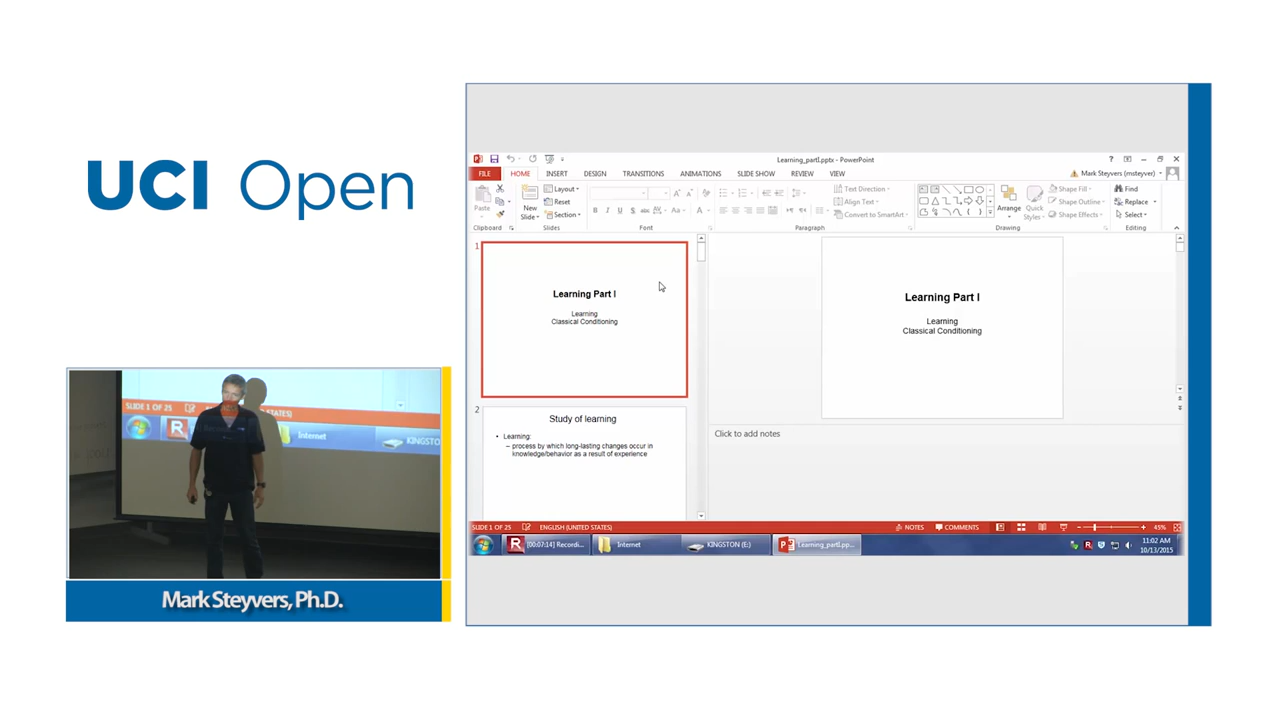 UCI Open
SLIDE 1 OF 25
Internet
KINGSTON
Mark Steyvers, Ph.D.
Learning_partI.pptx - PowerPoint
FILE HOME INSERT DESIGN TRANSITIONS ANIMATIONS SLIDE SHOW REVIEW VIEW
Mark Steyvers (msteyver)
Paste
New
Slide
Layout
Reset
Section
Text Direction
Align Text
Convert to SmartArt
Arrange
Quick
Styles
Shape Fill
Shape Outline
Shape Effects
Find
Replace
Select
Clipboard Slides Font Paragraph Drawing Editing
1
Learning Part I
Learning
Classical Conditioning
2
Study of learning
• Learning:
– process by which long-lasting changes occur in
knowledge/behavior as a result of experience
Learning Part I
Learning
Classical Conditioning
Click to add notes
SLIDE 1 OF 25 ENGLISH (UNITED STATES) NOTES COMMENTS 45%
[00:07:14] Recordi... Internet KINGSTON (E:) Learning_partI.pp...
11:02 AM
10/13/2015